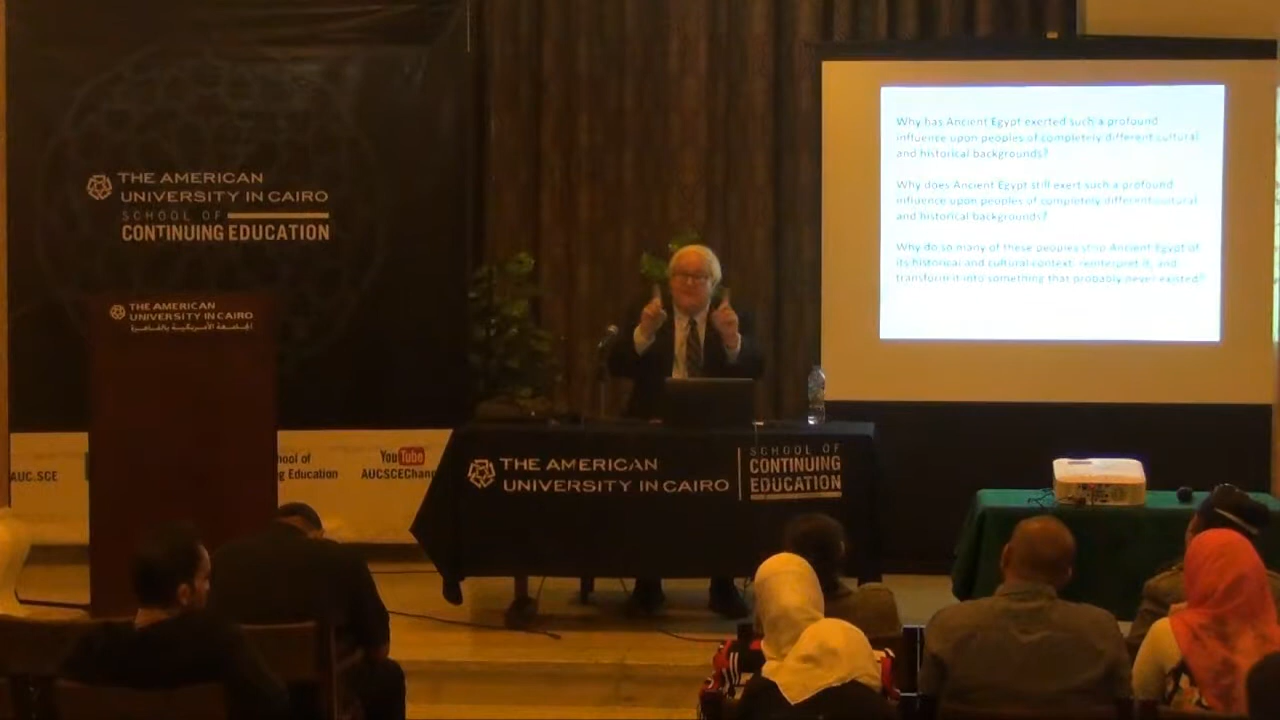 THE AMERICAN
UNIVERSITY IN CAIRO
SCHOOL OF
CONTINUING EDUCATION
THE AMERICAN
UNIVERSITY IN CAIRO
الجامعة الأمريكية بالقاهرة
AUC.SCE
hool of
g Education
YouTube
AUCSCEChan
THE AMERICAN
UNIVERSITY IN CAIRO
SCHOOL OF
CONTINUING
EDUCATION
Why has Ancient Egypt exerted such a profound
influence upon peoples of completely different cultural
and historical backgrounds?
Why does Ancient Egypt still exert such a profound
influence upon peoples of completely different cultural
and historical backgrounds?
Why do so many of these peoples strip Ancient Egypt of
its historical and cultural context, reinterpret it, and
transform it into something that probably never existed?